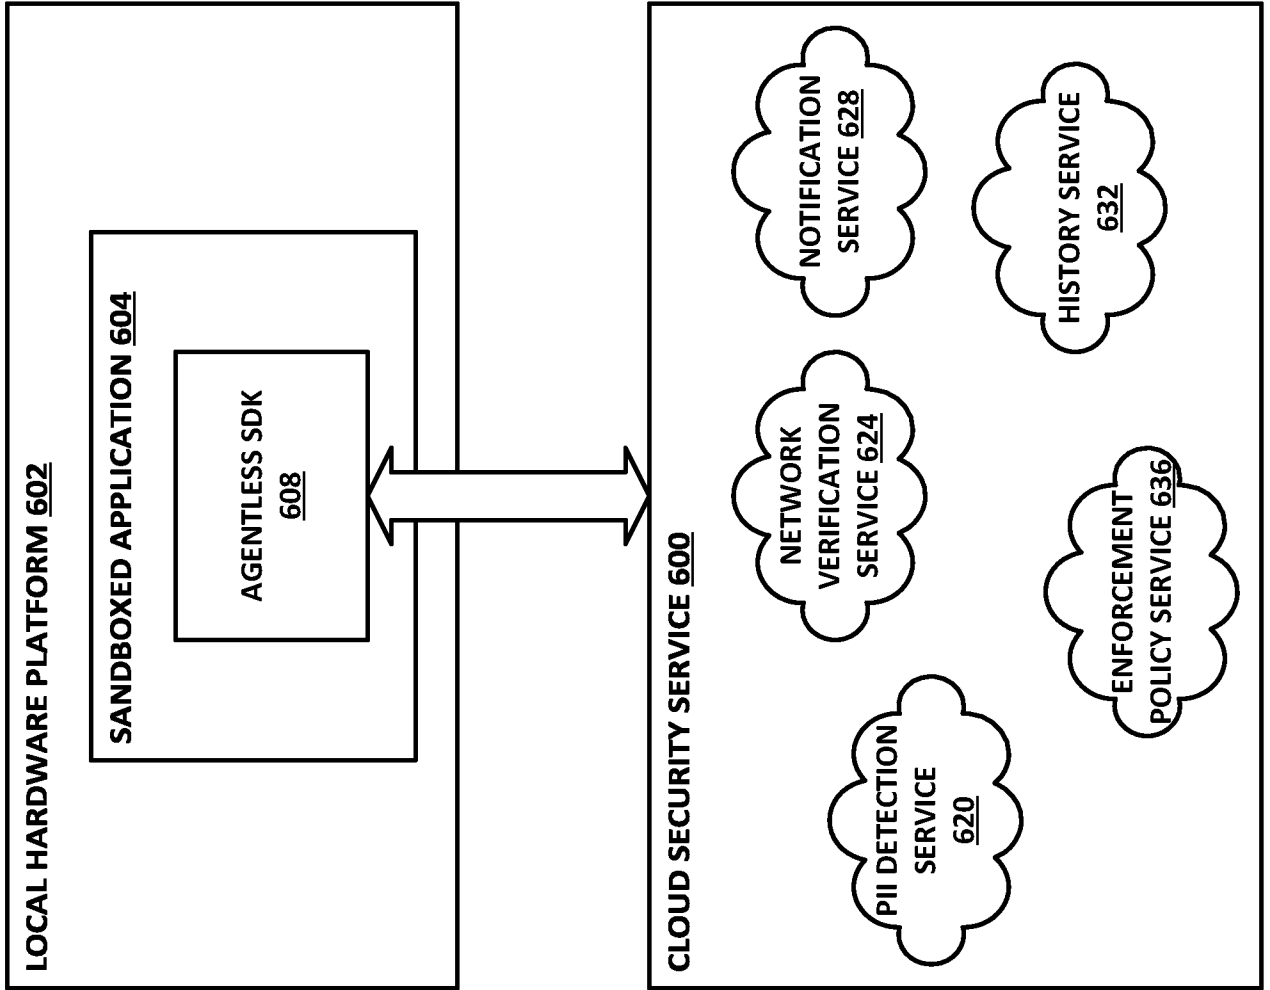 LOCAL HARDWARE PLATFORM 602
SANDBOXED APPLICATION 604
AGENTLESS SDK
608
CLOUD SECURITY SERVICE 600
PII DETECTION
SERVICE
620
NETWORK
VERIFICATION
SERVICE 624
NOTIFICATION
SERVICE 628
ENFORCEMENT
POLICY SERVICE 636
HISTORY SERVICE
632